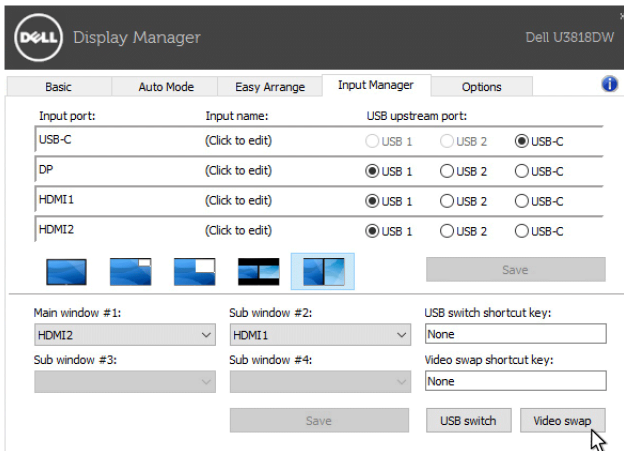 DELL Display Manager Dell U3818DW
Basic Auto Mode Easy Arrange Input Manager Options
Input port: Input name: USB upstream port:
USB-C (Click to edit) USB 1 USB 2 USB-C
DP (Click to edit) USB 1 USB 2 USB-C
HDMI1 (Click to edit) USB 1 USB 2 USB-C
HDMI2 (Click to edit) USB 1 USB 2 USB-C
Save
Main window #1: Sub window #2: USB switch shortcut key:
HDMI2 HDMI1 None
Sub window #3: Sub window #4: Video swap shortcut key:
None
Save USB switch Video swap